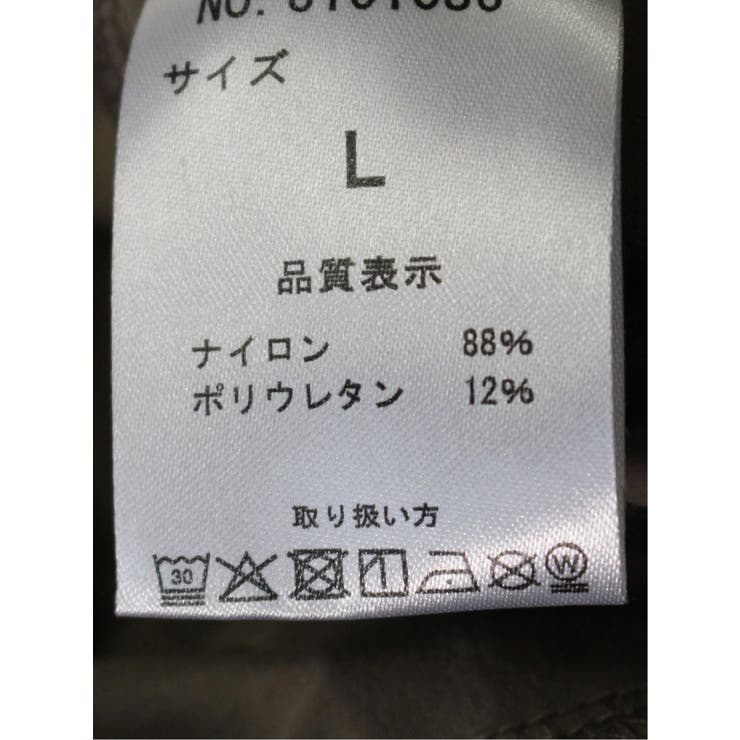 サイズ
L
品質表示
ナイロン 88%
ポリウレタン 12%
取り扱い方
30 W